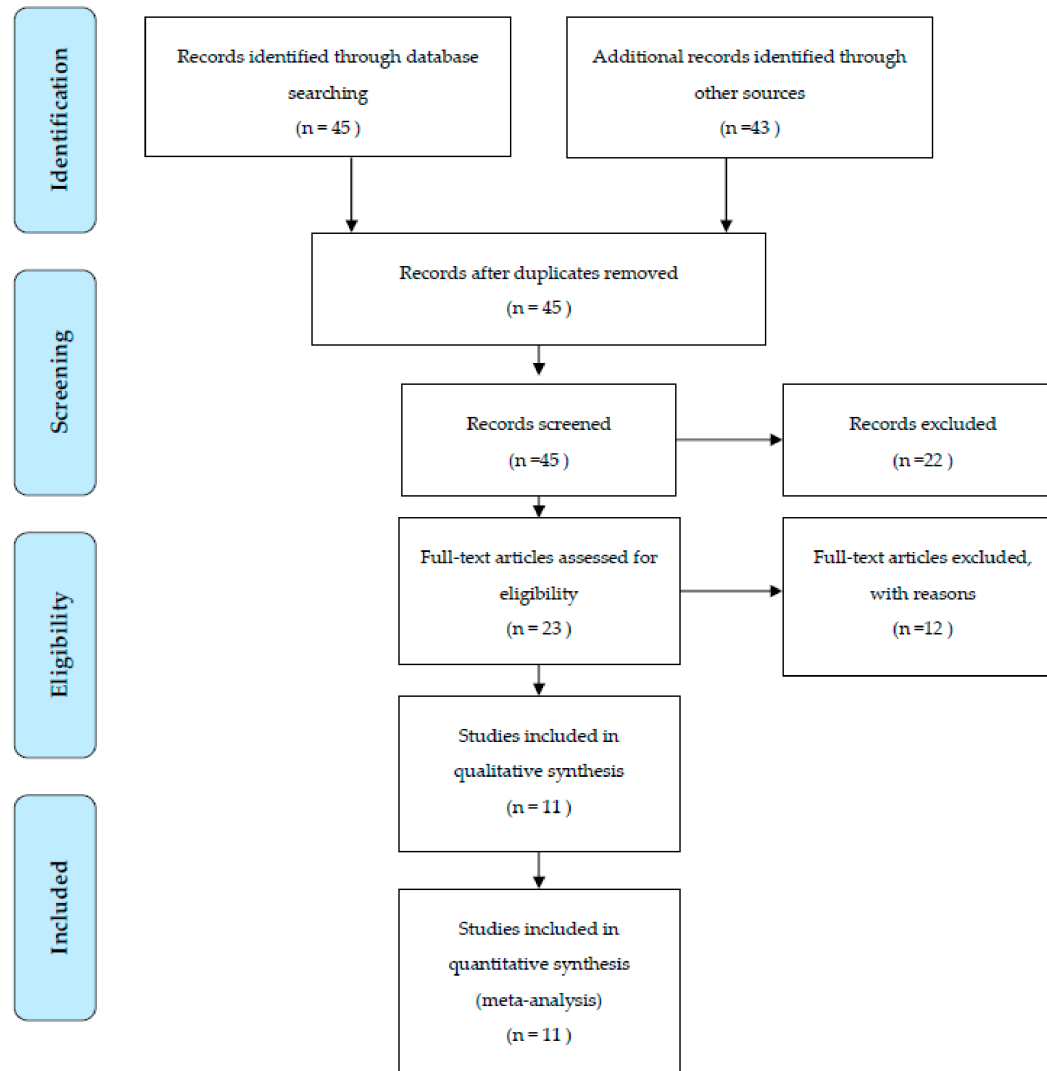 Identification
Records identified through database
searching
(n = 45 )
Additional records identified through
other sources
(n =43 )
Records after duplicates removed
(n = 45 )
Screening
Records screened
(n =45 )
Records excluded
(n =22 )
Eligibility
Full-text articles assessed for
eligibility
(n = 23 )
Full-text articles excluded,
with reasons
(n =12 )
Studies included in
qualitative synthesis
(n = 11 )
Included
Studies included in
quantitative synthesis
(meta-analysis)
(n = 11 )